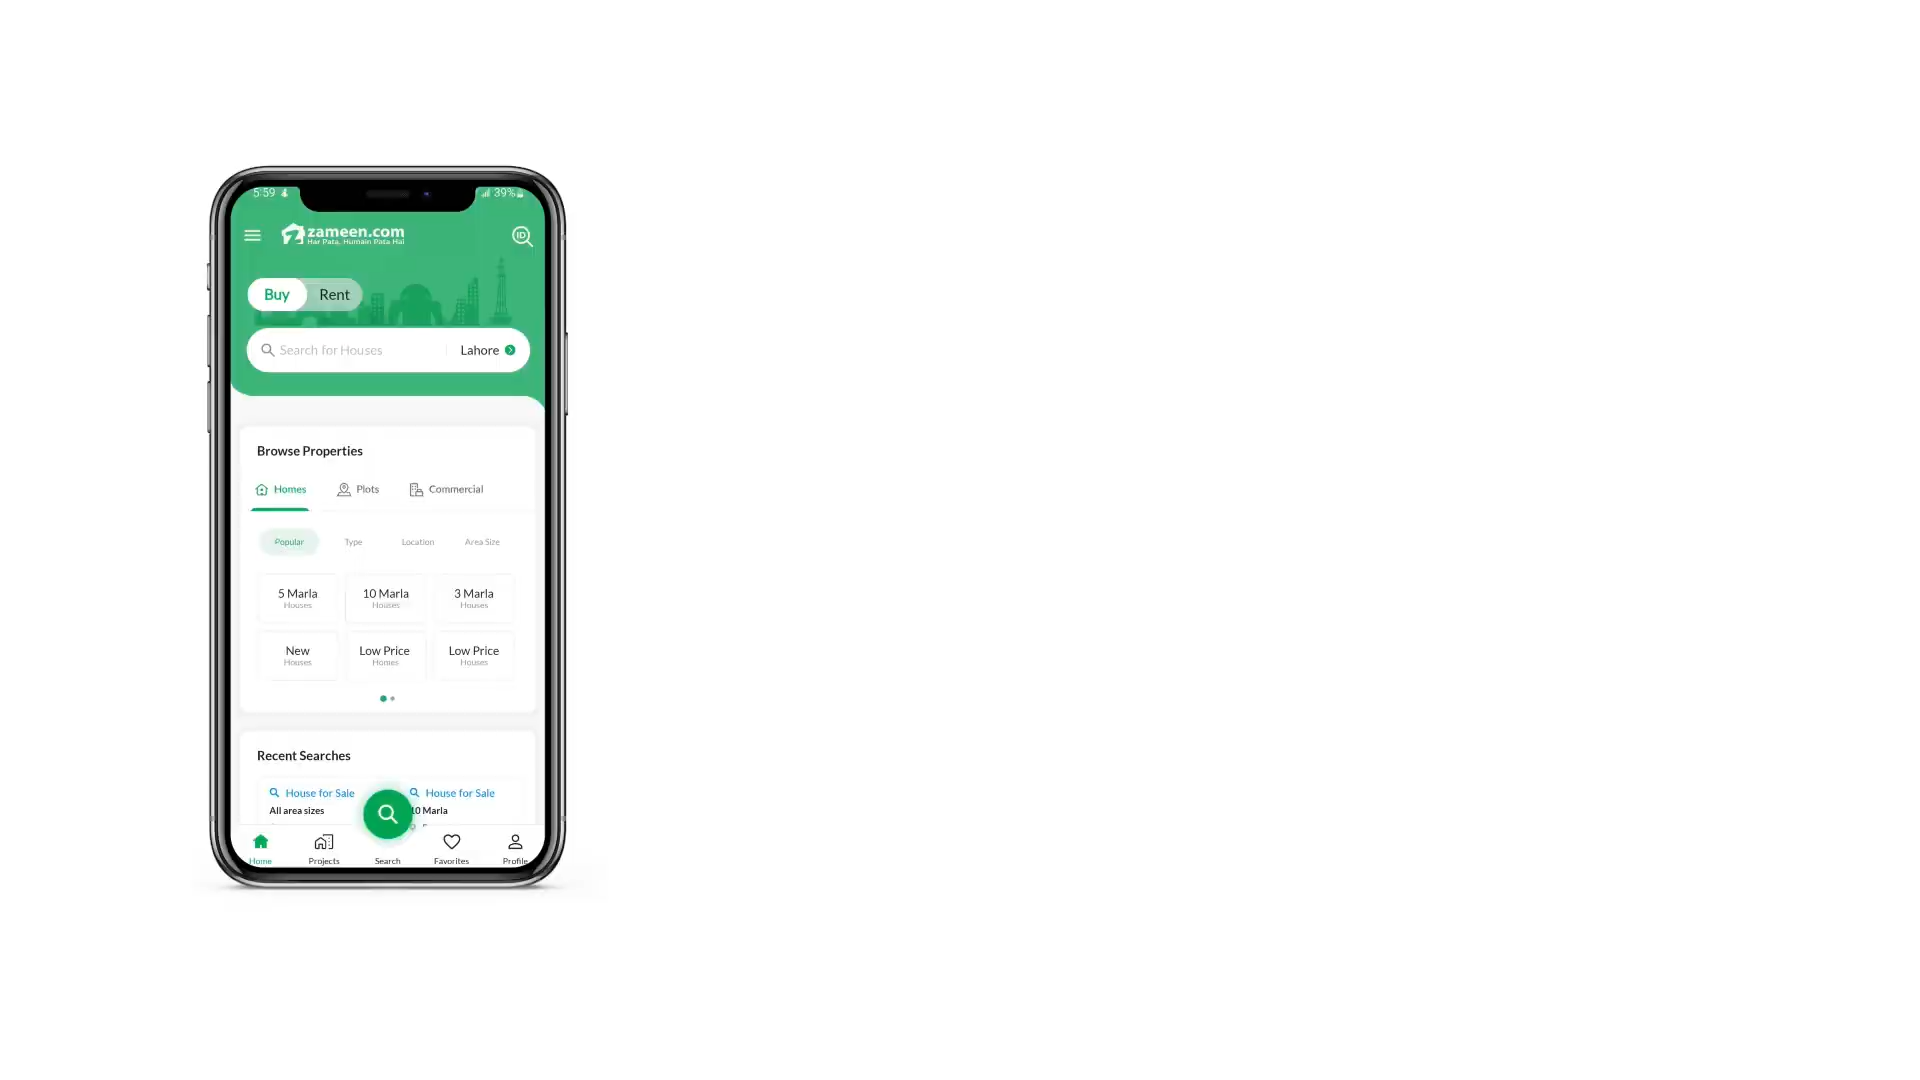 5:59
39%
zameen.com
Har Pata, Humain Pata Hai
Buy Rent
Search for Houses Lahore
Browse Properties
Homes Plots Commercial
Popular Type Location Area Size
5 Marla 10 Marla 3 Marla
Houses Houses Houses
New Low Price Low Price
Houses Homes Houses
Recent Searches
House for Sale House for Sale
All area sizes 10 Marla
Home Projects Search Favorites Profile